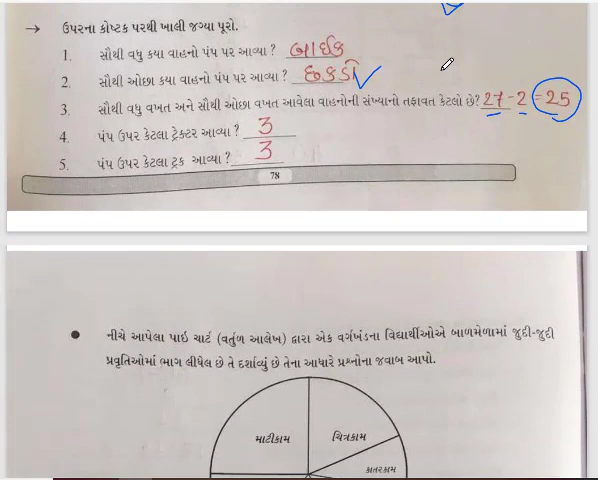 → ઉપરના કોષ્ટક પરથી ખાલી જગ્યા પૂરો.
1. સૌથી વધુ કયા વાહનો પંપ પર આવ્યા ? બાઈક
2. સૌથી ઓછા કયા વાહનો પંપ પર આવ્યા ? છકડો
3. સૌથી વધુ વખત અને સૌથી ઓછા વખત આવેલા વાહનોની સંખ્યાનો તફાવત કેટલો છે? 27-2=25
4. પંપ ઉપર કેટલા ટ્રેક્ટર આવ્યા ? 3
5. પંપ ઉપર કેટલા ટ્રક આવ્યા ? 3
78
● નીચે આપેલા પાઇ ચાર્ટ (વર્તુળ આલેખ) દ્વારા એક વર્ગખંડના વિદ્યાર્થીઓએ બાળમેળામાં જુદી-જુદી
પ્રવૃતિઓમાં ભાગ લીધેલ છે તે દર્શાવ્યું છે તેના આધારે પ્રશ્નોના જવાબ આપો.
માટીકામ ચિત્રકામ
કાતરકામ